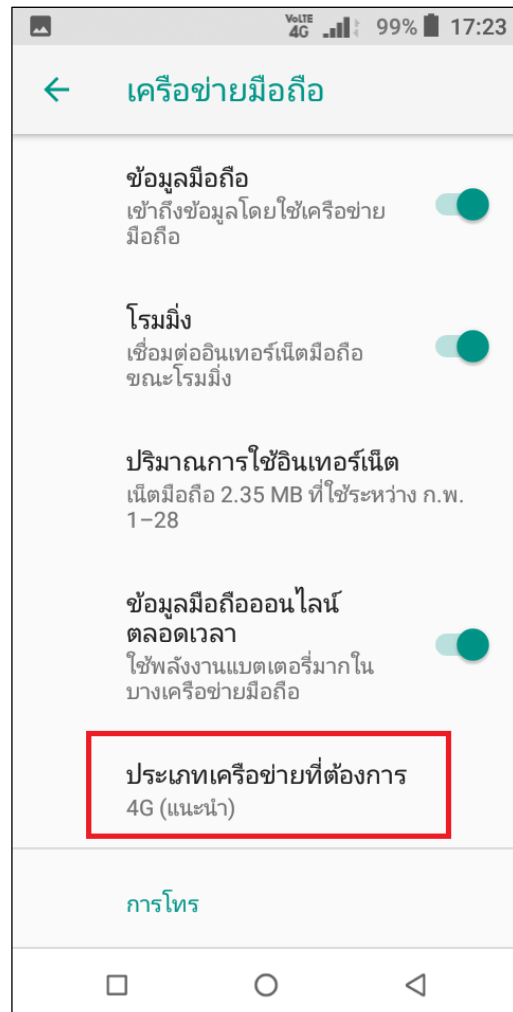 VoLTE
4G 99% 17:23
เครือข่ายมือถือ
ข้อมูลมือถือ
เข้าถึงข้อมูลโดยใช้เครือข่าย
มือถือ
โรมมิ่ง
เชื่อมต่ออินเทอร์เน็ตมือถือ
ขณะโรมมิ่ง
ปริมาณการใช้อินเทอร์เน็ต
เน็ตมือถือ 2.35 MB ที่ใช้ระหว่าง ก.พ.
1–28
ข้อมูลมือถือออนไลน์
ตลอดเวลา
ใช้พลังงานแบตเตอรี่มากใน
บางเครือข่ายมือถือ
ประเภทเครือข่ายที่ต้องการ
4G (แนะนำ)
การโทร